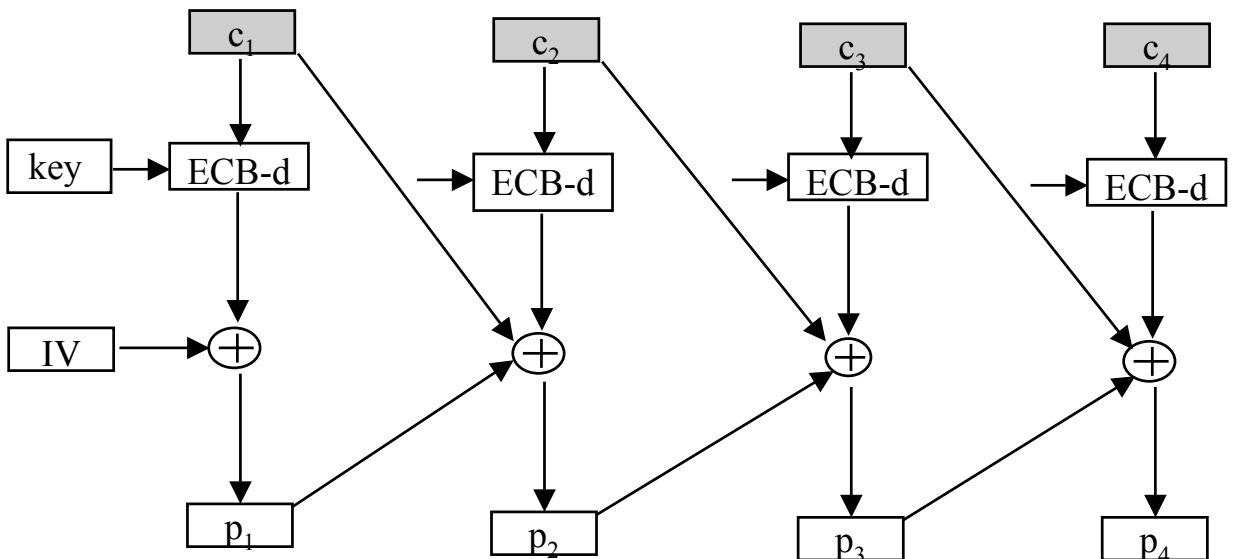 c₁ c₂ c₃ c₄
key ECB-d ECB-d ECB-d ECB-d
IV
p₁ p₂ p₃ p₄